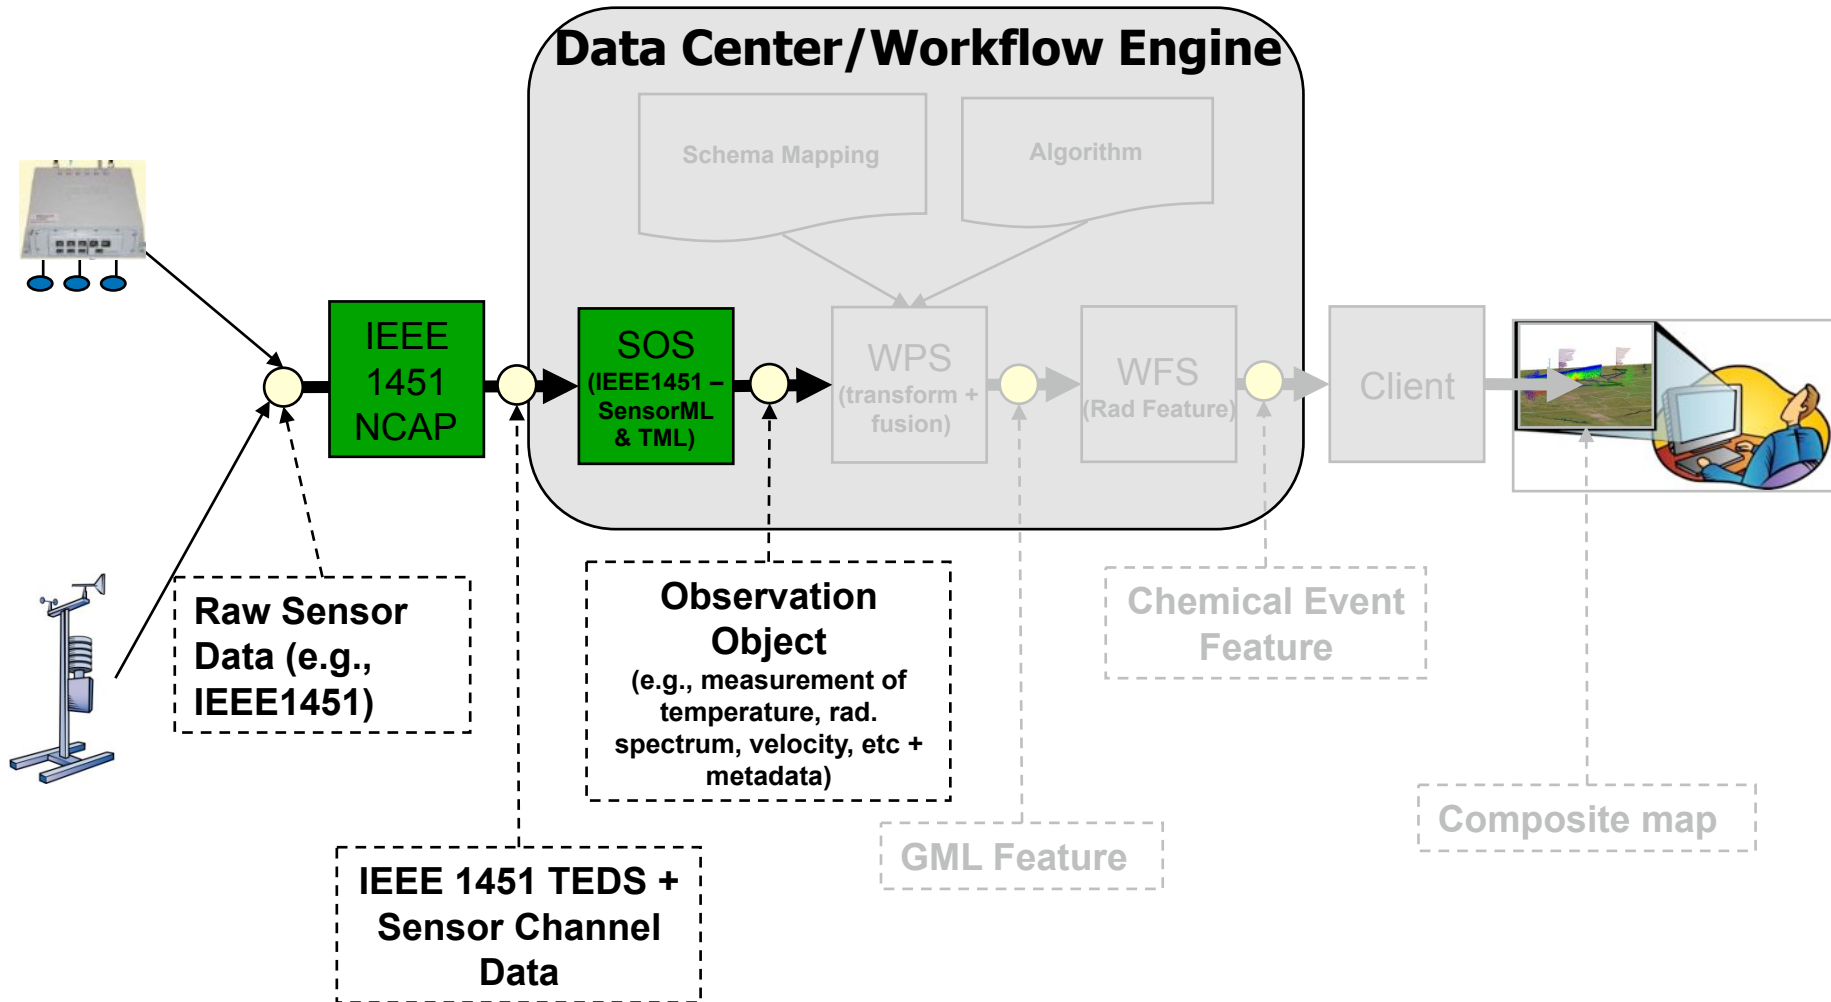 Data Center/Workflow Engine
Schema Mapping
Algorithm
IEEE
1451
NCAP
SOS
(IEEE1451 –
SensorML
& TML)
WPS
(transform +
fusion)
WFS
(Rad Feature)
Client
Raw Sensor
Data (e.g.,
IEEE1451)
Observation
Object
(e.g., measurement of
temperature, rad.
spectrum, velocity, etc +
metadata)
Chemical Event
Feature
Composite map
GML Feature
IEEE 1451 TEDS +
Sensor Channel
Data